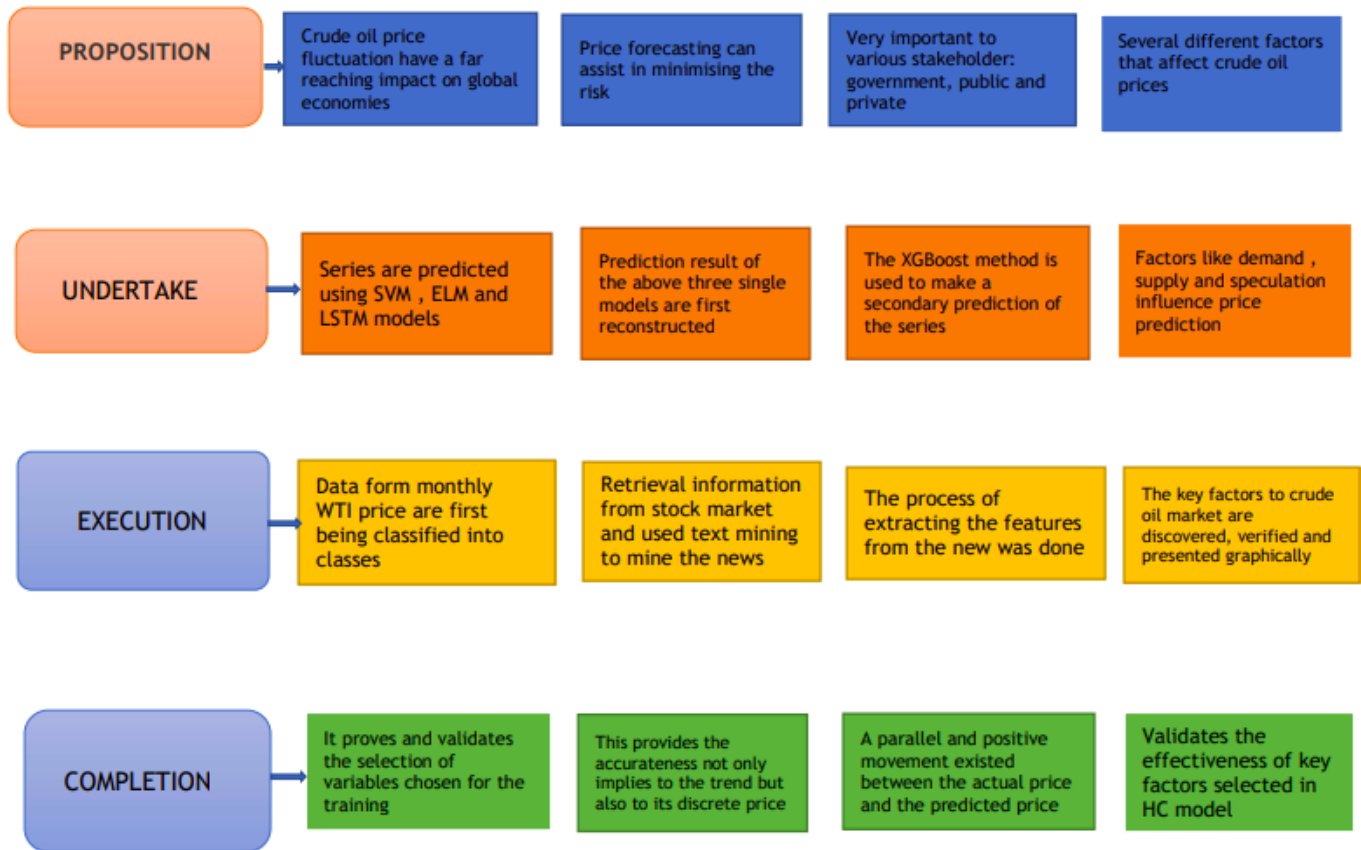 PROPOSITION
Crude oil price
fluctuation have a far
reaching impact on global
economies
Price forecasting can
assist in minimising the
risk
Very important to
various stakeholder:
government, public and
private
Several different factors
that affect crude oil
prices
UNDERTAKE
Series are predicted
using SVM , ELM and
LSTM models
Prediction result of
the above three single
models are first
reconstructed
The XGBoost method is
used to make a
secondary prediction of
the series
Factors like demand ,
supply and speculation
influence price
prediction
EXECUTION
Data form monthly
WTI price are first
being classified into
classes
Retrieval information
from stock market
and used text mining
to mine the news
The process of
extracting the features
from the new was done
The key factors to crude
oil market are
discovered, verified and
presented graphically
COMPLETION
It proves and validates
the selection of
variables chosen for the
training
This provides the
accurateness not only
implies to the trend but
also to its discrete price
A parallel and positive
movement existed
between the actual price
and the predicted price
Validates the
effectiveness of key
factors selected in
HC model